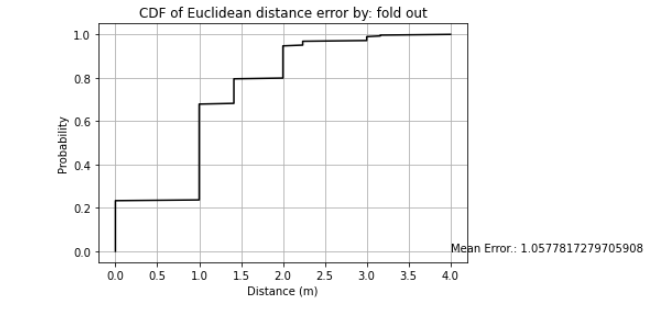 CDF of Euclidean distance error by: fold out
1.0
0.8
0.6
0.4
0.2
0.0
Probability
Mean Error.: 1.0577817279705908
0.0 0.5 1.0 1.5 2.0 2.5 3.0 3.5 4.0
Distance (m)